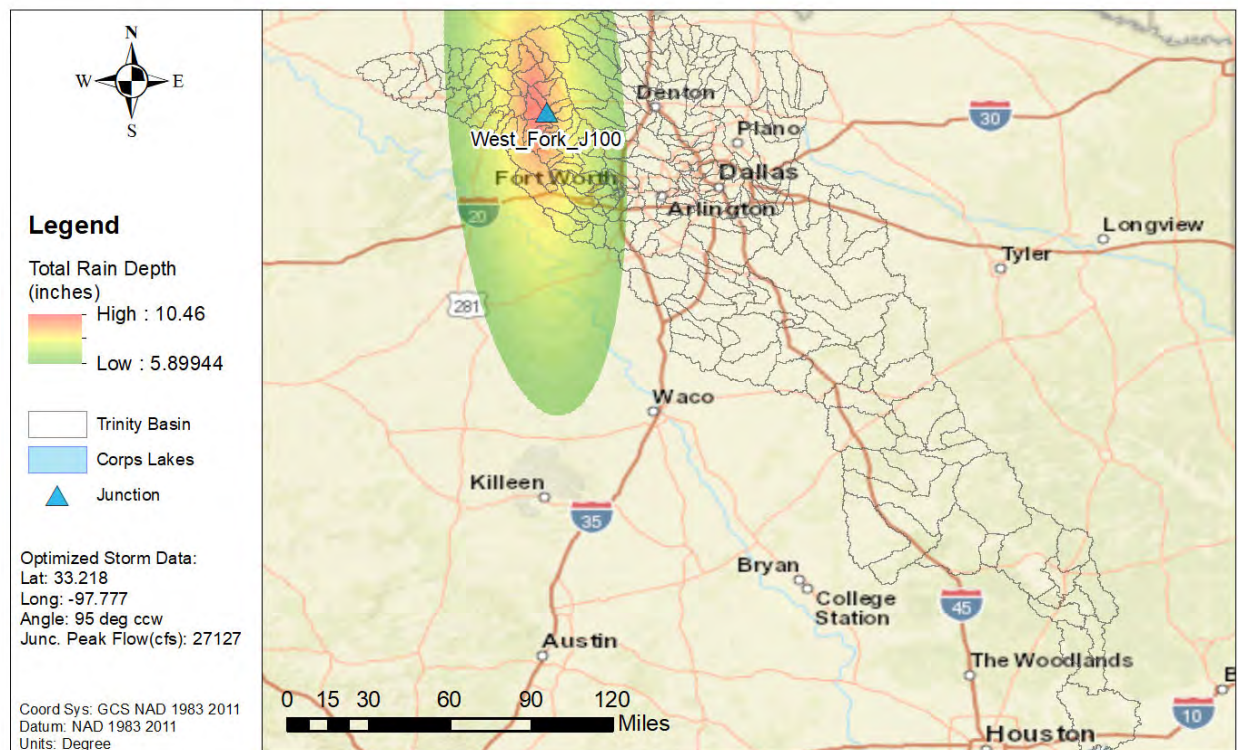 N
W E
S
Legend
Total Rain Depth
(inches)
High : 10.46
Low : 5.89944
Trinity Basin
Corps Lakes
Junction
Optimized Storm Data:
Lat: 33.218
Long: -97.777
Angle: 95 deg ccw
Junc. Peak Flow(cfs): 27127
Coord Sys: GCS NAD 1983 2011
Datum: NAD 1983 2011
Units: Degree
Denton
30
Plano
West_Fork_J100
Dallas
Fort Worth
20
Arlington
Longview
Tyler
281
Waco
Killeen
35
Bryan
College
Station
45
Austin
The Woodlands
10
Houston
0 15 30 60 90 120
Miles